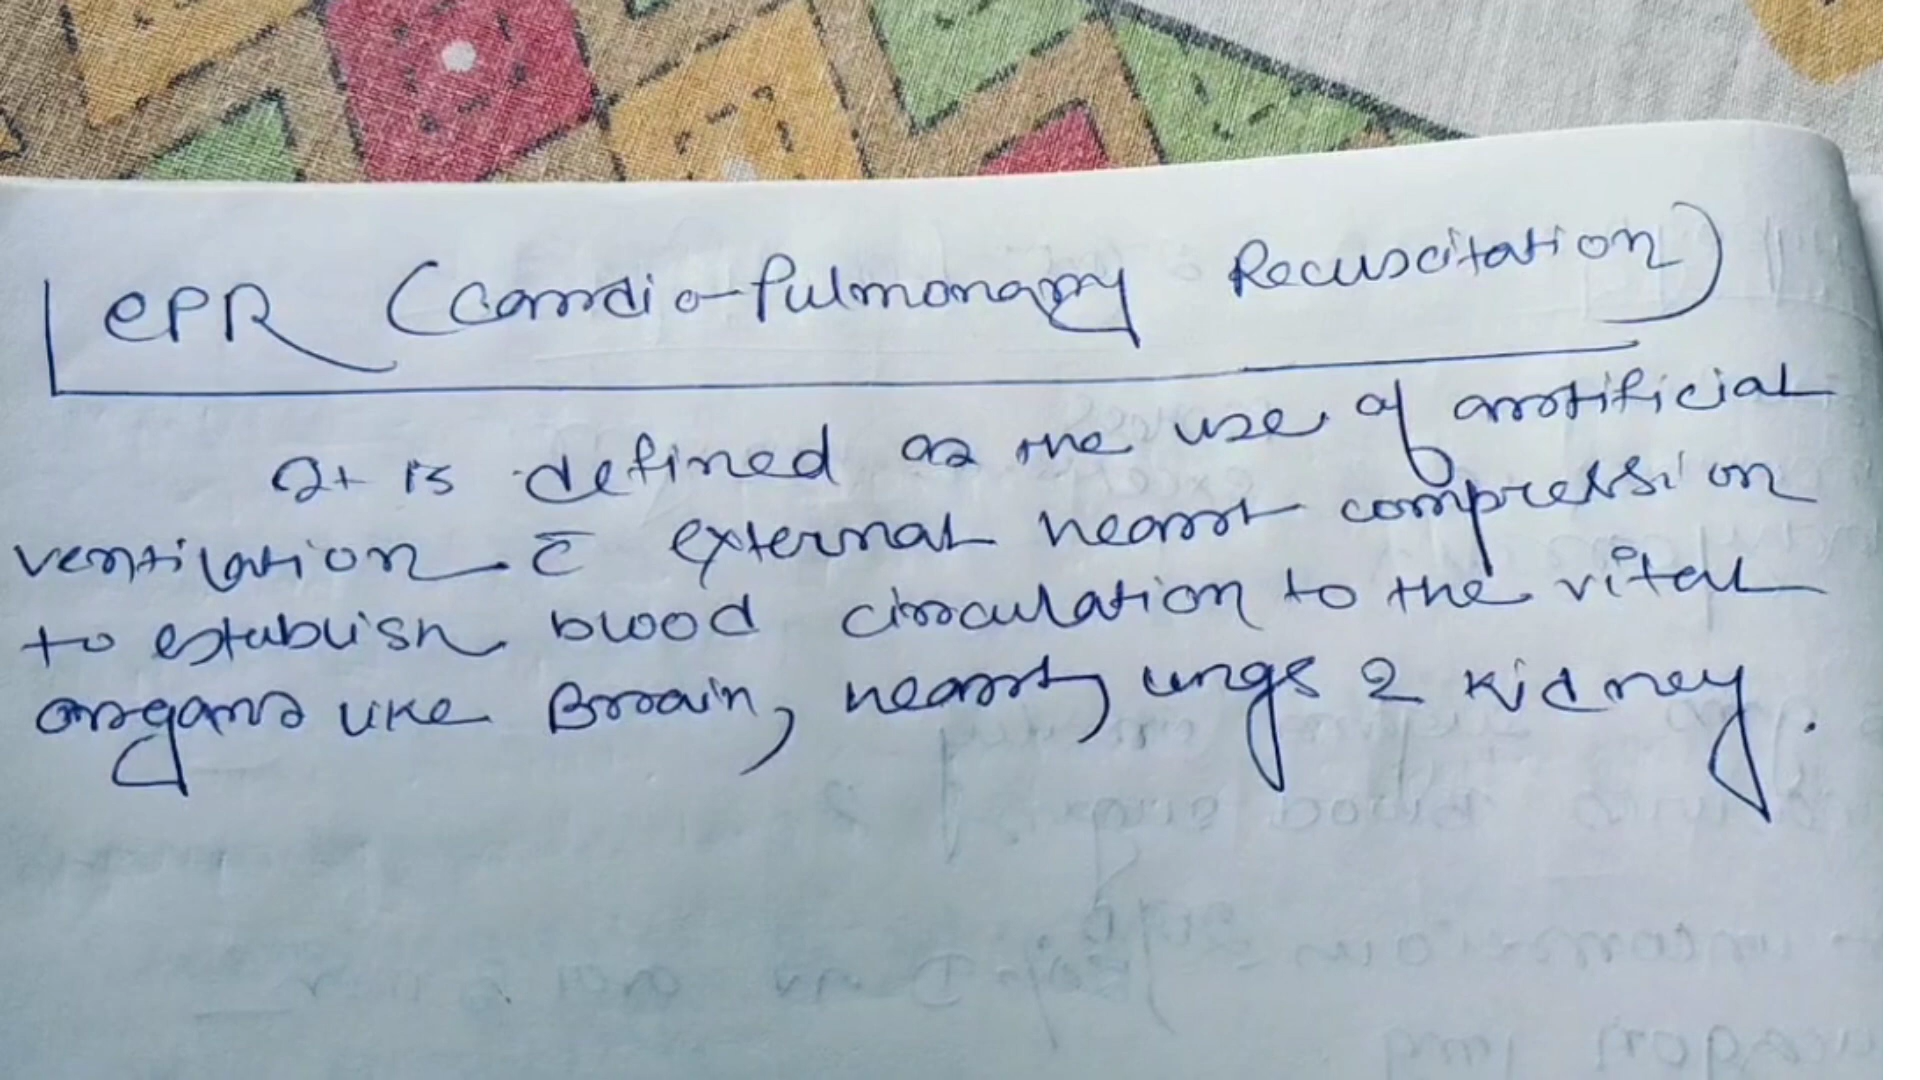 CPR (Cardio-Pulmonary Recuscitation)
It is defined as the use of artificial
ventilation c̄ external heart compression
to establish blood circulation to the vital
organs like Brain, heart, lungs & kidney.